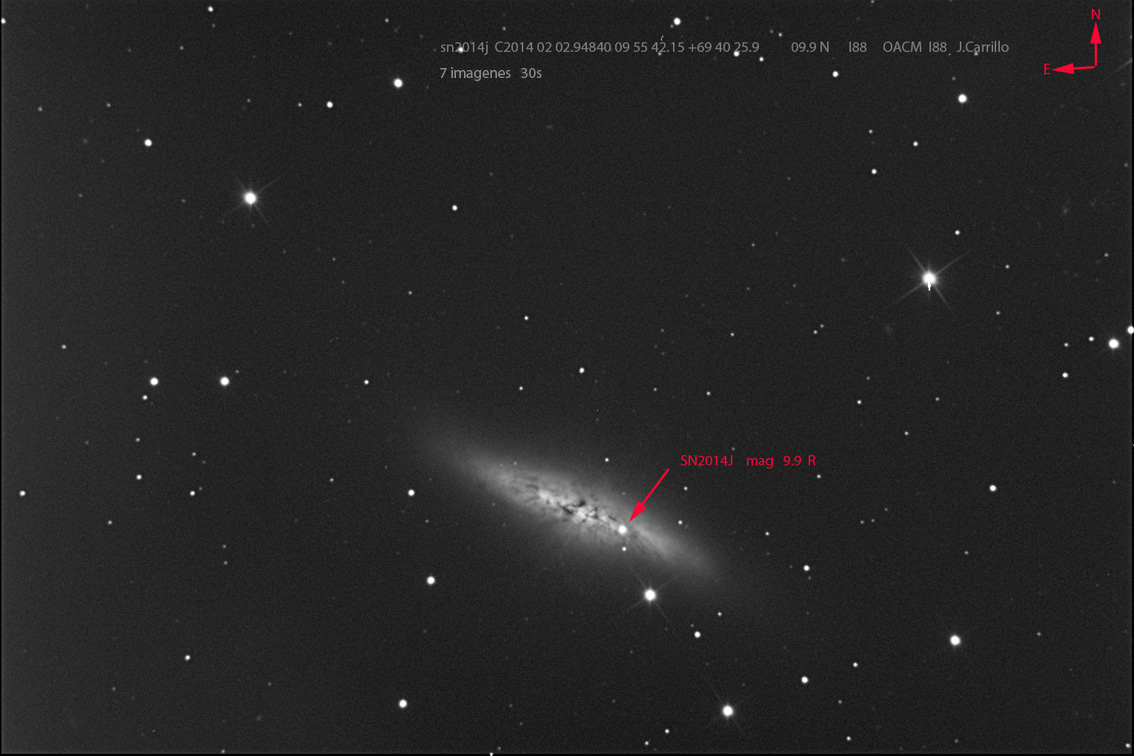 N
sn2014j C2014 02 02.94840 09 55 42.15 +69 40 25.9 09.9 N I88 OACM I88 J.Carrillo
E
7 imagenes 30s
SN2014J mag 9.9 R